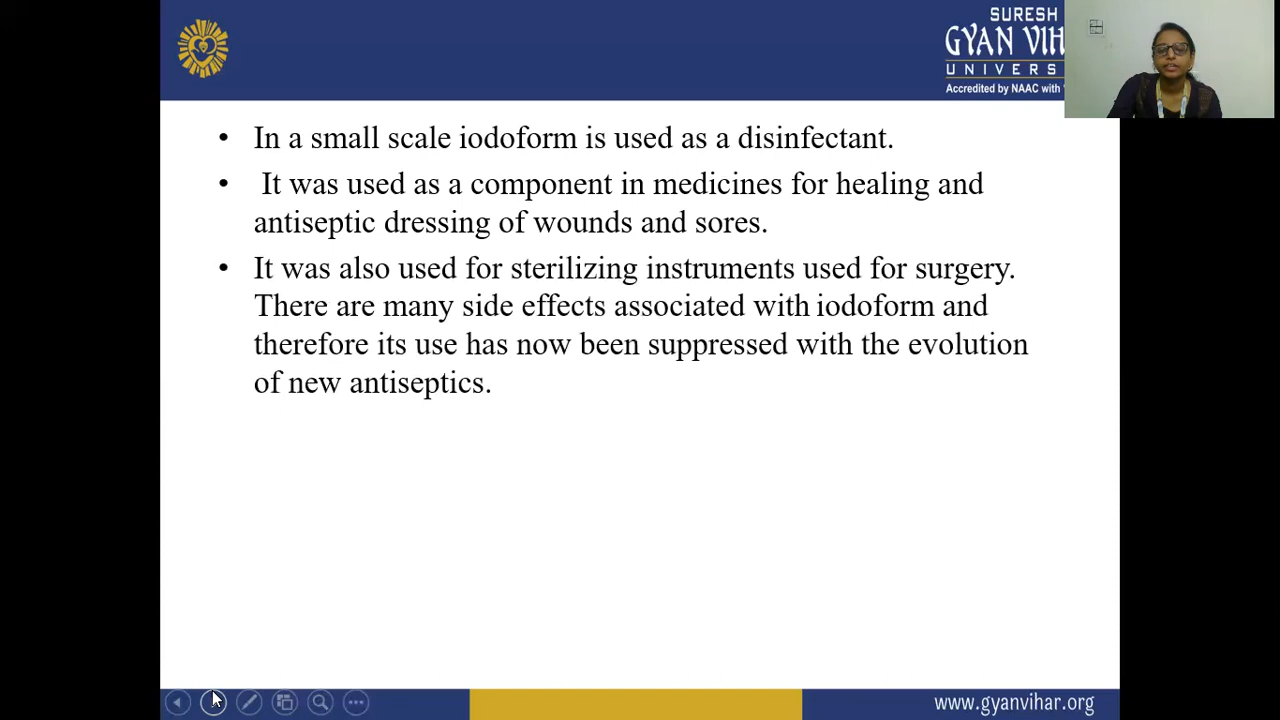 SURESH
GYAN VIH
UNIVERS
Accredited by NAAC with
• In a small scale iodoform is used as a disinfectant.
• It was used as a component in medicines for healing and
antiseptic dressing of wounds and sores.
• It was also used for sterilizing instruments used for surgery.
There are many side effects associated with iodoform and
therefore its use has now been suppressed with the evolution
of new antiseptics.
www.gyanvihar.org